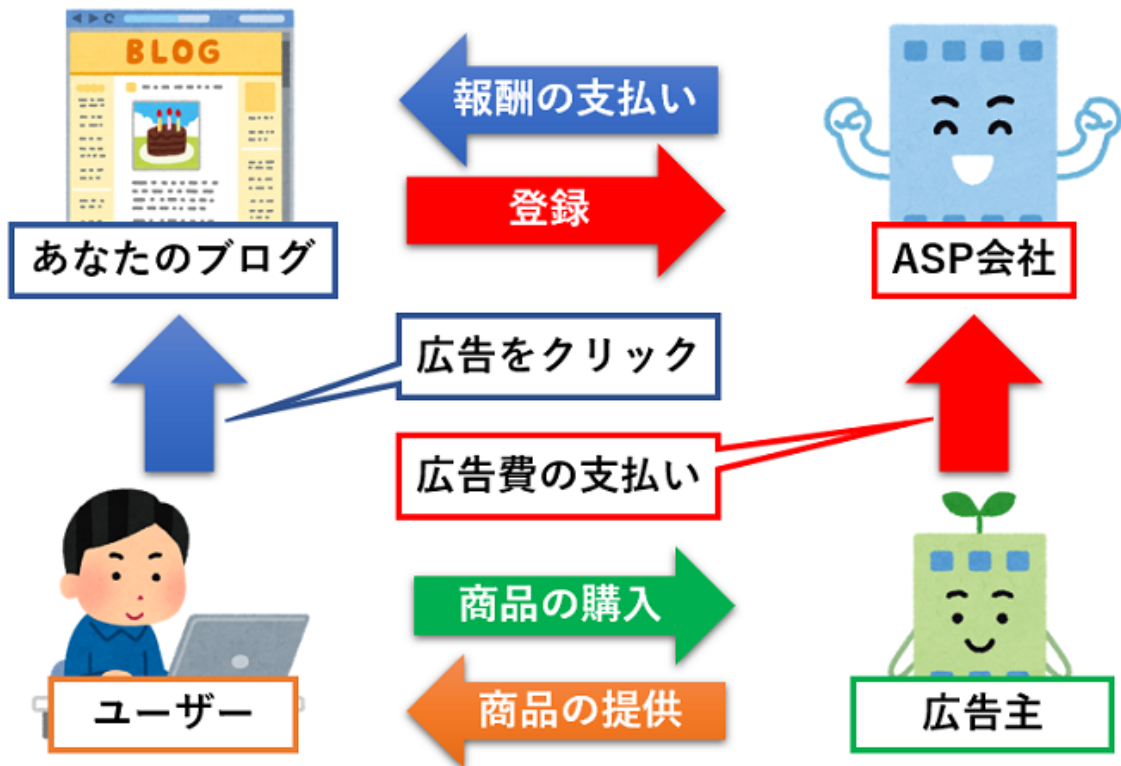 BLOG
報酬の支払い
登録
あなたのブログ
ASP会社
広告をクリック
広告費の支払い
商品の購入
商品の提供
ユーザー
広告主